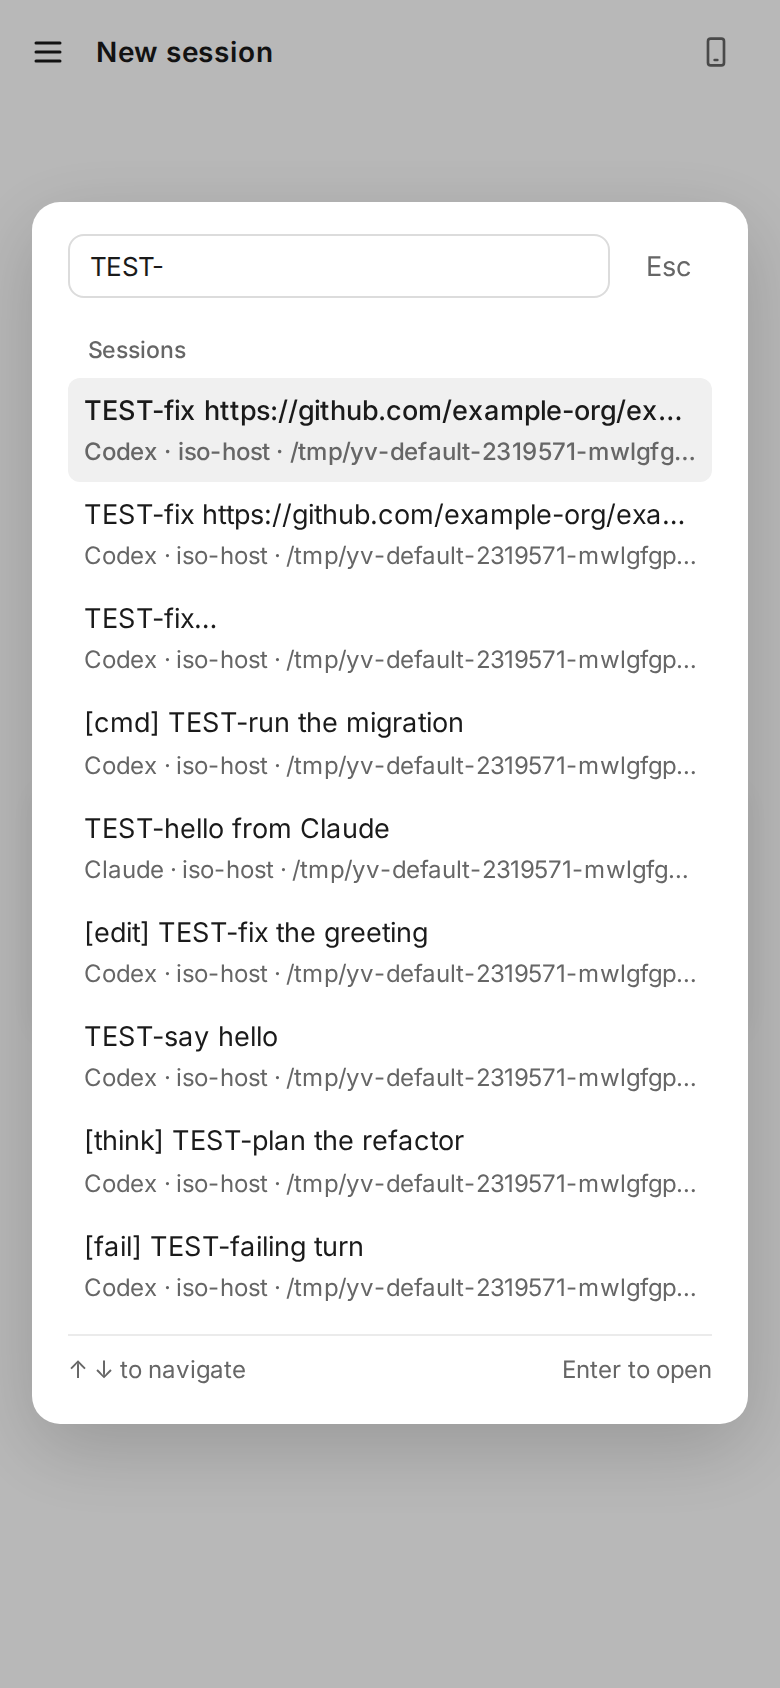 New session
TEST-
Esc
Sessions
TEST-fix https://github.com/example-org/ex...
Codex · iso-host · /tmp/yv-default-2319571-mwlgfg...
TEST-fix https://github.com/example-org/exa...
Codex · iso-host · /tmp/yv-default-2319571-mwlgfgp...
TEST-fix...
Codex · iso-host · /tmp/yv-default-2319571-mwlgfgp...
[cmd] TEST-run the migration
Codex · iso-host · /tmp/yv-default-2319571-mwlgfgp...
TEST-hello from Claude
Claude · iso-host · /tmp/yv-default-2319571-mwlgfg...
[edit] TEST-fix the greeting
Codex · iso-host · /tmp/yv-default-2319571-mwlgfgp...
TEST-say hello
Codex · iso-host · /tmp/yv-default-2319571-mwlgfgp...
[think] TEST-plan the refactor
Codex · iso-host · /tmp/yv-default-2319571-mwlgfgp...
[fail] TEST-failing turn
Codex · iso-host · /tmp/yv-default-2319571-mwlgfgp...
↑ ↓ to navigate
Enter to open